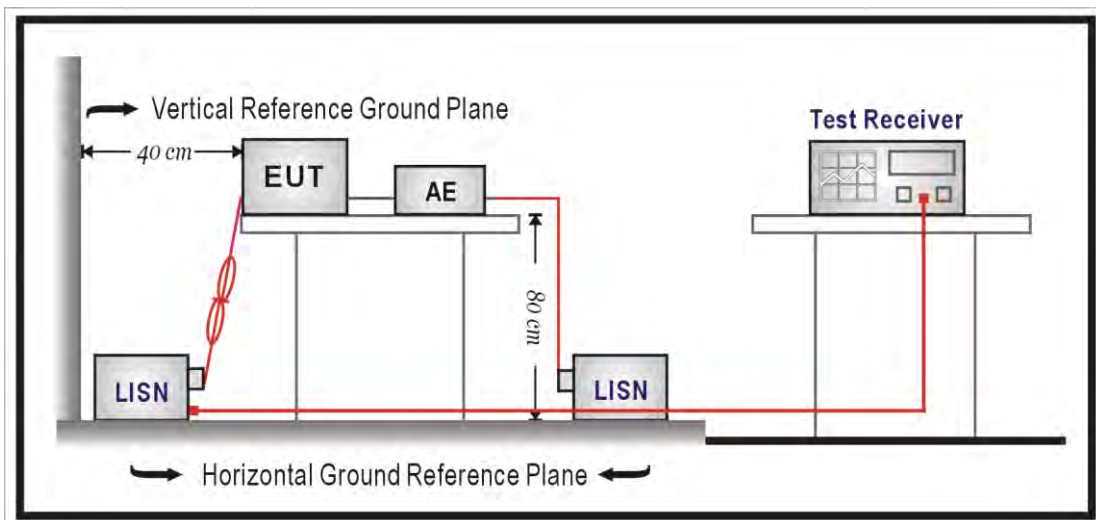 Vertical Reference Ground Plane
40 cm
Test Receiver
EUT
AE
80 cm
LISN
LISN
Horizontal Ground Reference Plane